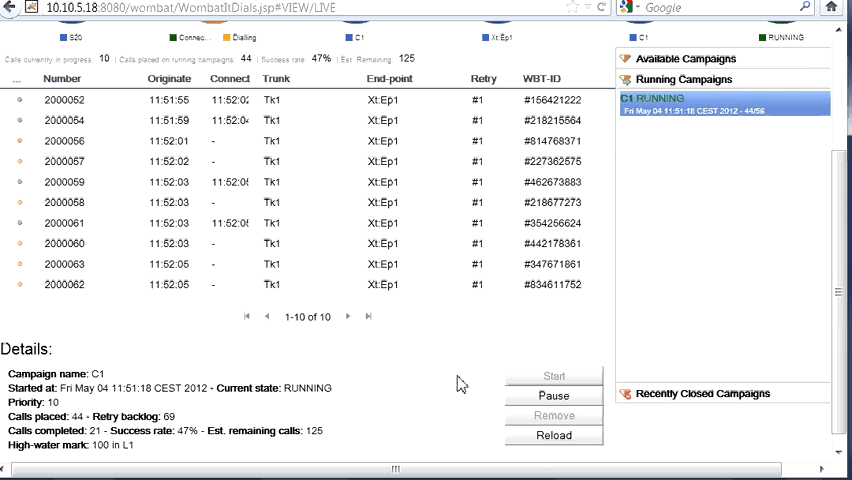 10.10.5.18:8080/wombat/WombatItDials.jsp#VIEW/LIVE
Google
S20 Connec... Dialling C1 Xt:Ep1 C1 RUNNING
Calls currently in progress: 10 | Calls placed on running campaigns: 44 | Success rate: 47% | Est. Remaining: 125
... Number Originate Connect Trunk End-point Retry WBT-ID
2000052 11:51:55 11:52:02 Tk1 Xt:Ep1 #1 #156421222
2000054 11:51:59 11:52:04 Tk1 Xt:Ep1 #1 #218215564
2000056 11:52:01 - Tk1 Xt:Ep1 #1 #814768371
2000057 11:52:02 - Tk1 Xt:Ep1 #1 #227362575
2000059 11:52:03 11:52:05 Tk1 Xt:Ep1 #1 #462673883
2000058 11:52:03 - Tk1 Xt:Ep1 #1 #218677273
2000061 11:52:03 11:52:05 Tk1 Xt:Ep1 #1 #354256624
2000060 11:52:03 - Tk1 Xt:Ep1 #1 #442178361
2000063 11:52:05 - Tk1 Xt:Ep1 #1 #347671861
2000062 11:52:05 - Tk1 Xt:Ep1 #1 #834611752
1-10 of 10
Available Campaigns
Running Campaigns
C1 RUNNING
Fri May 04 11:51:18 CEST 2012 - 44/56
Recently Closed Campaigns
Details:
Campaign name: C1
Started at: Fri May 04 11:51:18 CEST 2012 - Current state: RUNNING
Priority: 10
Calls placed: 44 - Retry backlog: 69
Calls completed: 21 - Success rate: 47% - Est. remaining calls: 125
High-water mark: 100 in L1
Start
Pause
Remove
Reload